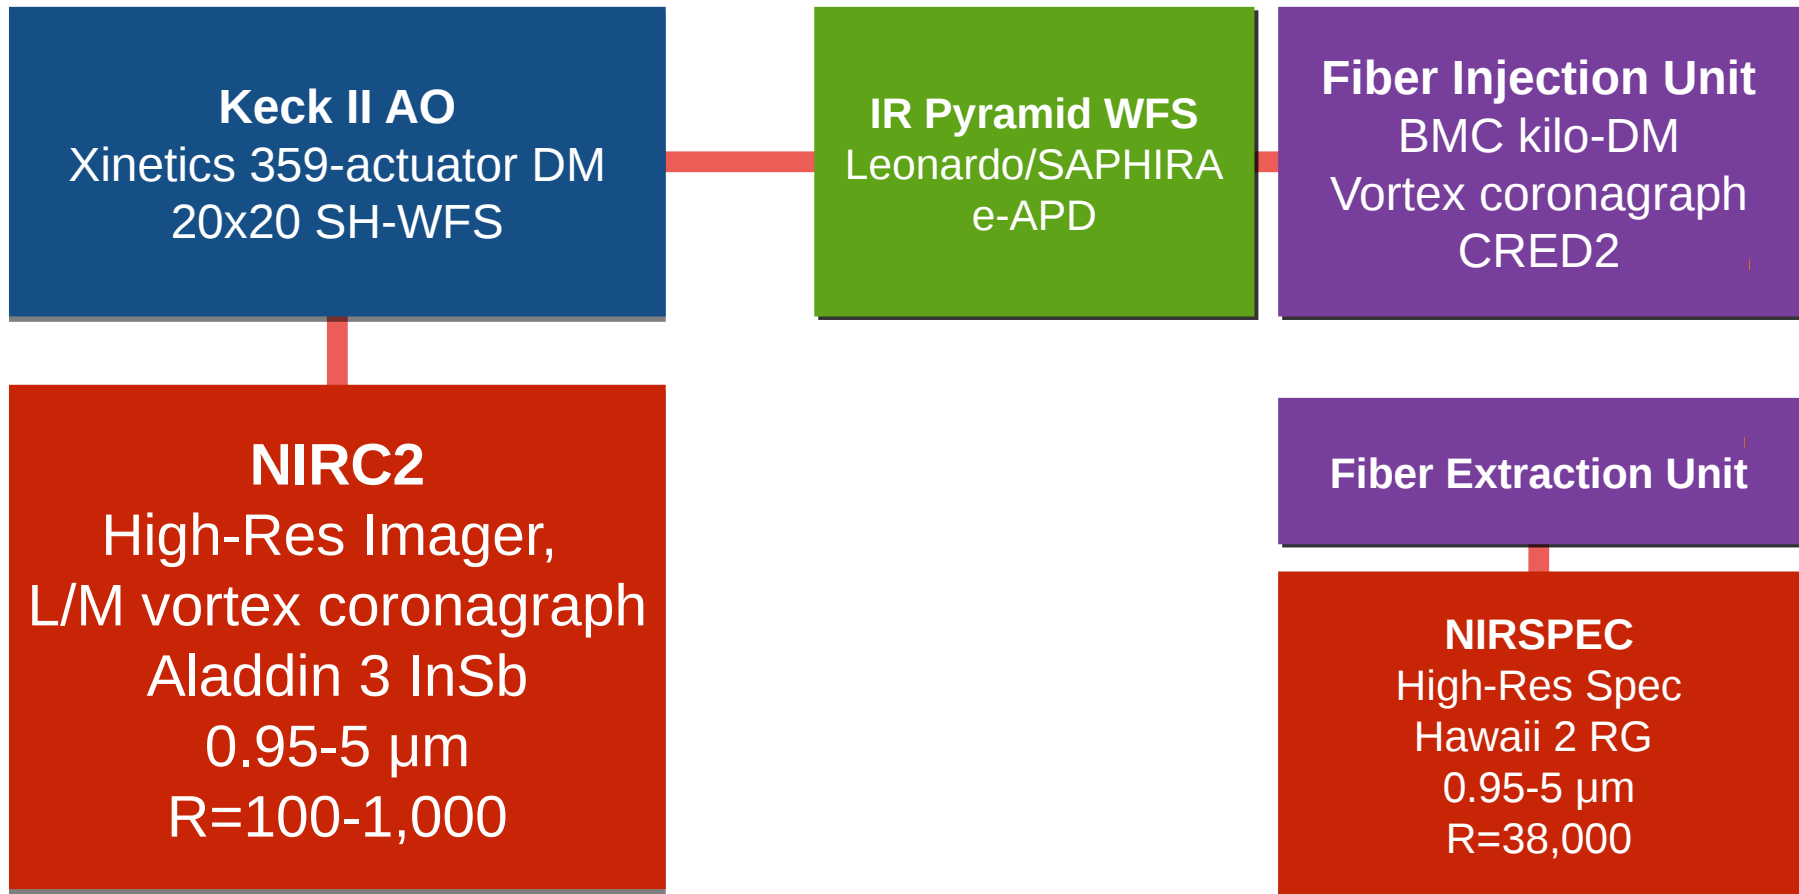 Keck II AO
Xinetics 359-actuator DM
20x20 SH-WFS
IR Pyramid WFS
Leonardo/SAPHIRA
e-APD
Fiber Injection Unit
BMC kilo-DM
Vortex coronagraph
CRED2
NIRC2
High-Res Imager,
L/M vortex coronagraph
Aladdin 3 InSb
0.95-5 μm
R=100-1,000
Fiber Extraction Unit
NIRSPEC
High-Res Spec
Hawaii 2 RG
0.95-5 μm
R=38,000